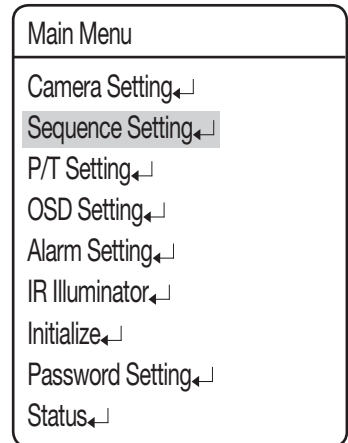 Main Menu
Camera Setting↵
Sequence Setting↵
P/T Setting↵
OSD Setting↵
Alarm Setting↵
IR Illuminator↵
Initialize↵
Password Setting↵
Status↵